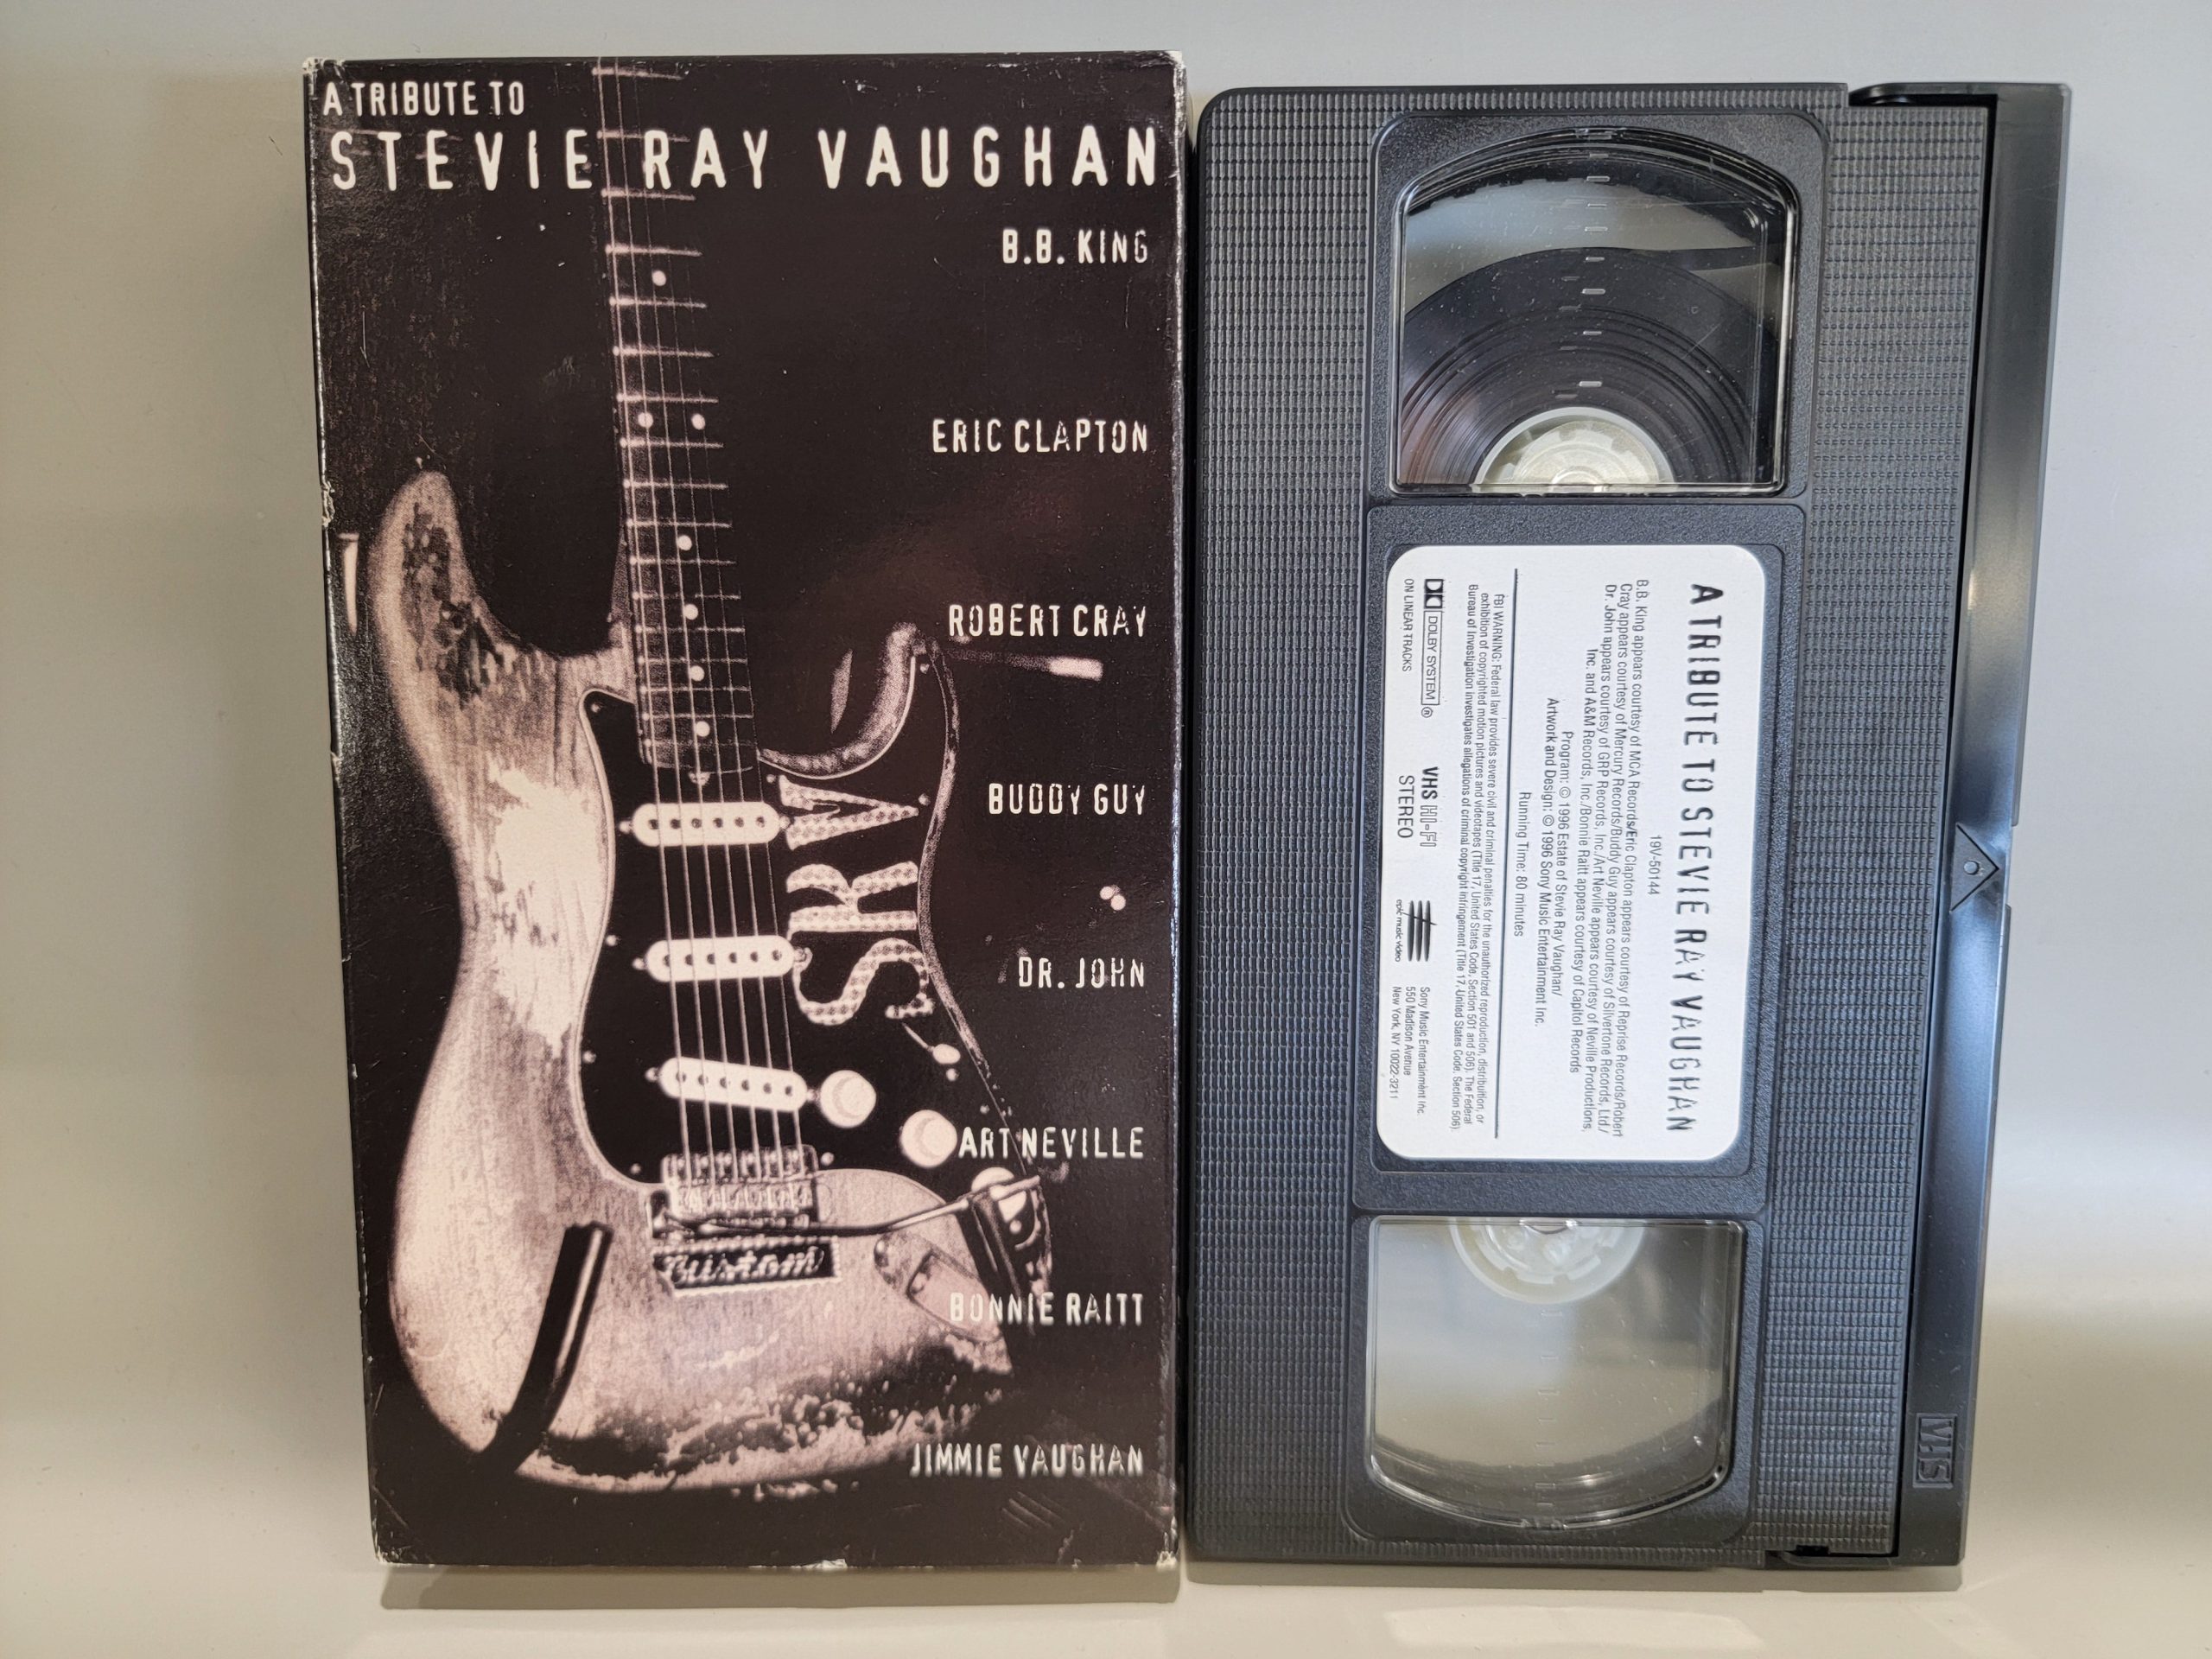 A TRIBUTE TO
STEVIE RAY VAUGHAN
B.B. KING
ERIC CLAPTON
ROBERT CRAY
BUDDY GUY
DR. JOHN
ART NEVILLE
BONNIE RAITT
JIMMIE VAUGHAN
SRV
Custom
A TRIBUTE TO STEVIE RAY VAUGHAN
19V-50144
B.B. King appears courtesy of MCA Records/Eric Clapton appears courtesy of Reprise Records/Robert
Cray appears courtesy of Mercury Records/Buddy Guy appears courtesy of Silvertone Records, Ltd./
Dr. John appears courtesy of GRP Records, Inc./Art Neville appears courtesy of Neville Productions,
Inc. and A&M Records, Inc./Bonnie Raitt appears courtesy of Capitol Records
Program: © 1996 Estate of Stevie Ray Vaughan/
Artwork and Design: © 1996 Sony Music Entertainment Inc.
Running Time: 80 minutes
FBI WARNING: Federal law provides severe civil and criminal penalties for the unauthorized reproduction, distribution, or
exhibition of copyrighted motion pictures and videotapes (Title 17, United States Code, Section 501 and 506). The Federal
Bureau of Investigation investigates allegations of criminal copyright infringement (Title 17, United States Code, Section 506).
DOLBY SYSTEM®
ON LINEAR TRACKS
VHS HI-FI
STEREO
epic music video
Sony Music Entertainment Inc.
550 Madison Avenue
New York, NY 10022-3211
VHS